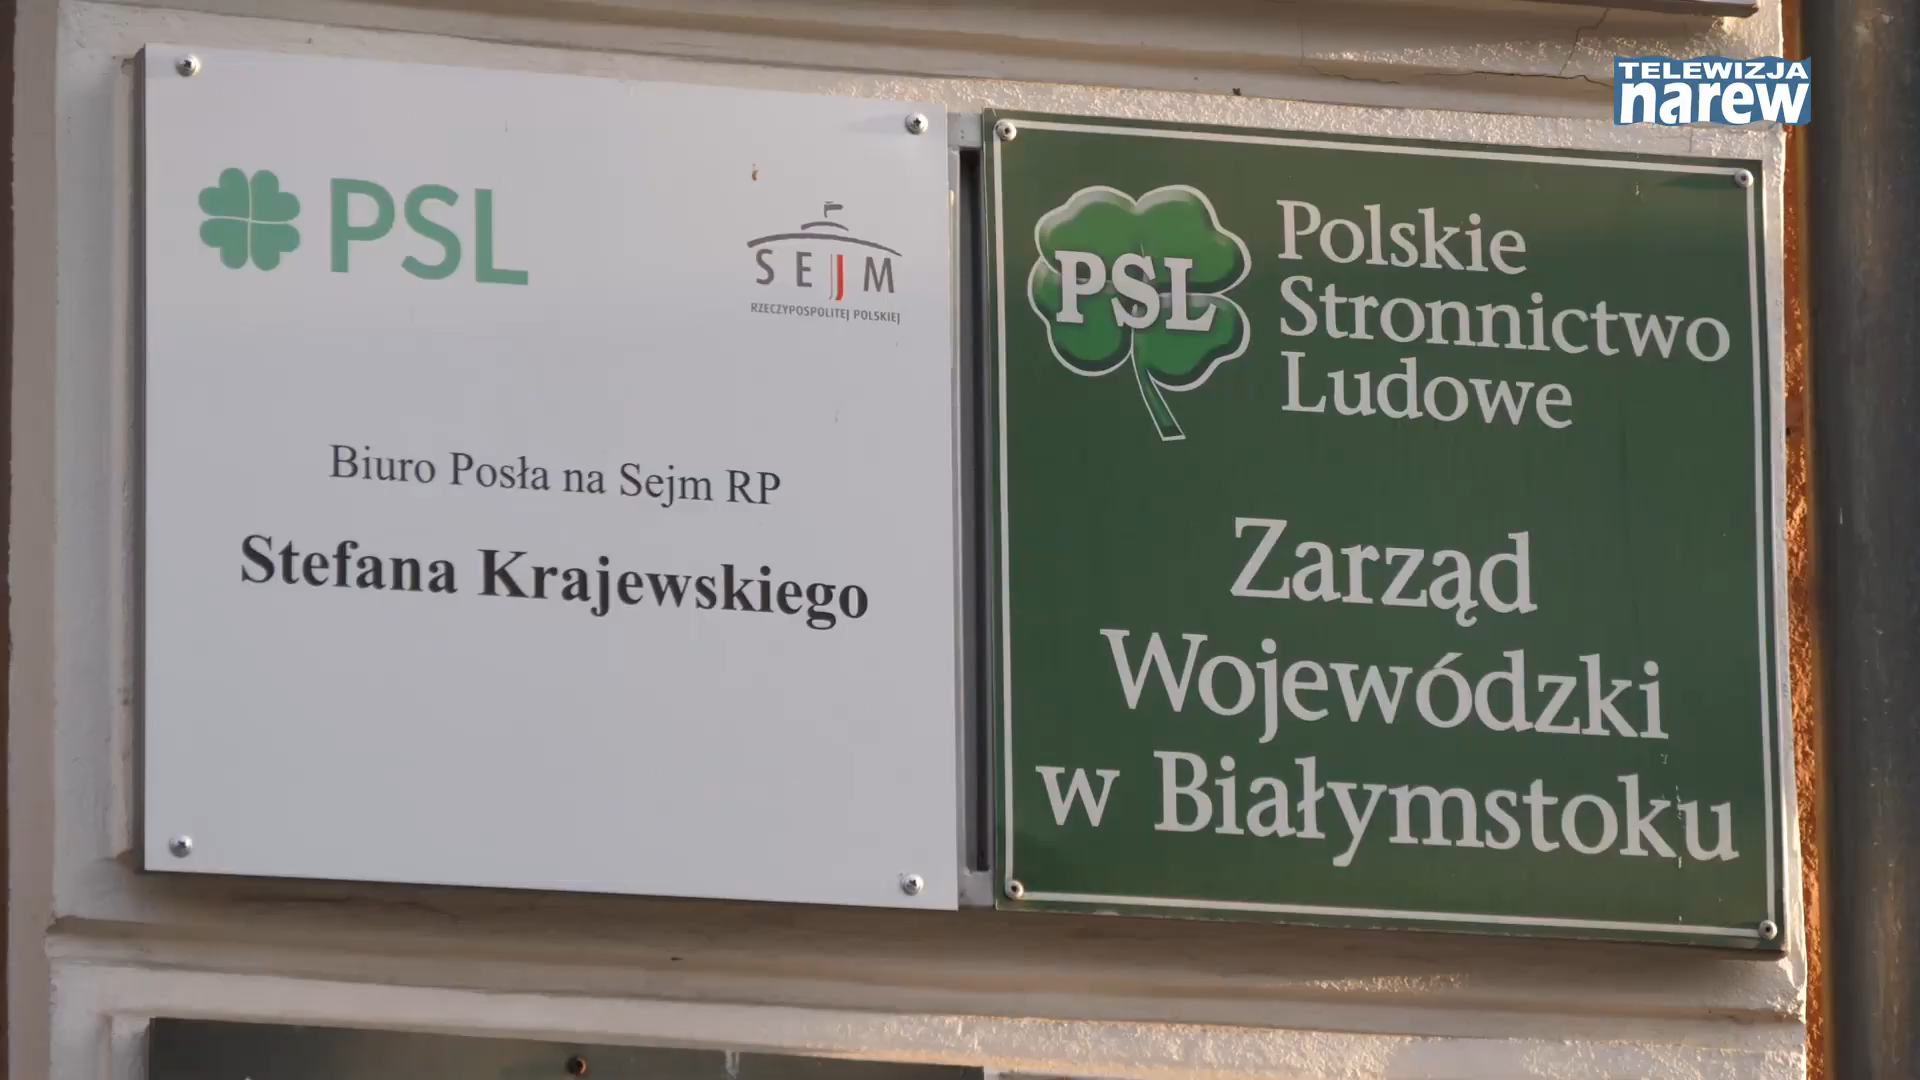 TELEWIZJA
narew
PSL
SEJM
RZECZYPOSPOLITEJ POLSKIEJ
Biuro Posła na Sejm RP
Stefana Krajewskiego
PSL
Polskie
Stronnictwo
Ludowe
Zarząd
Wojewódzki
w Białymstoku